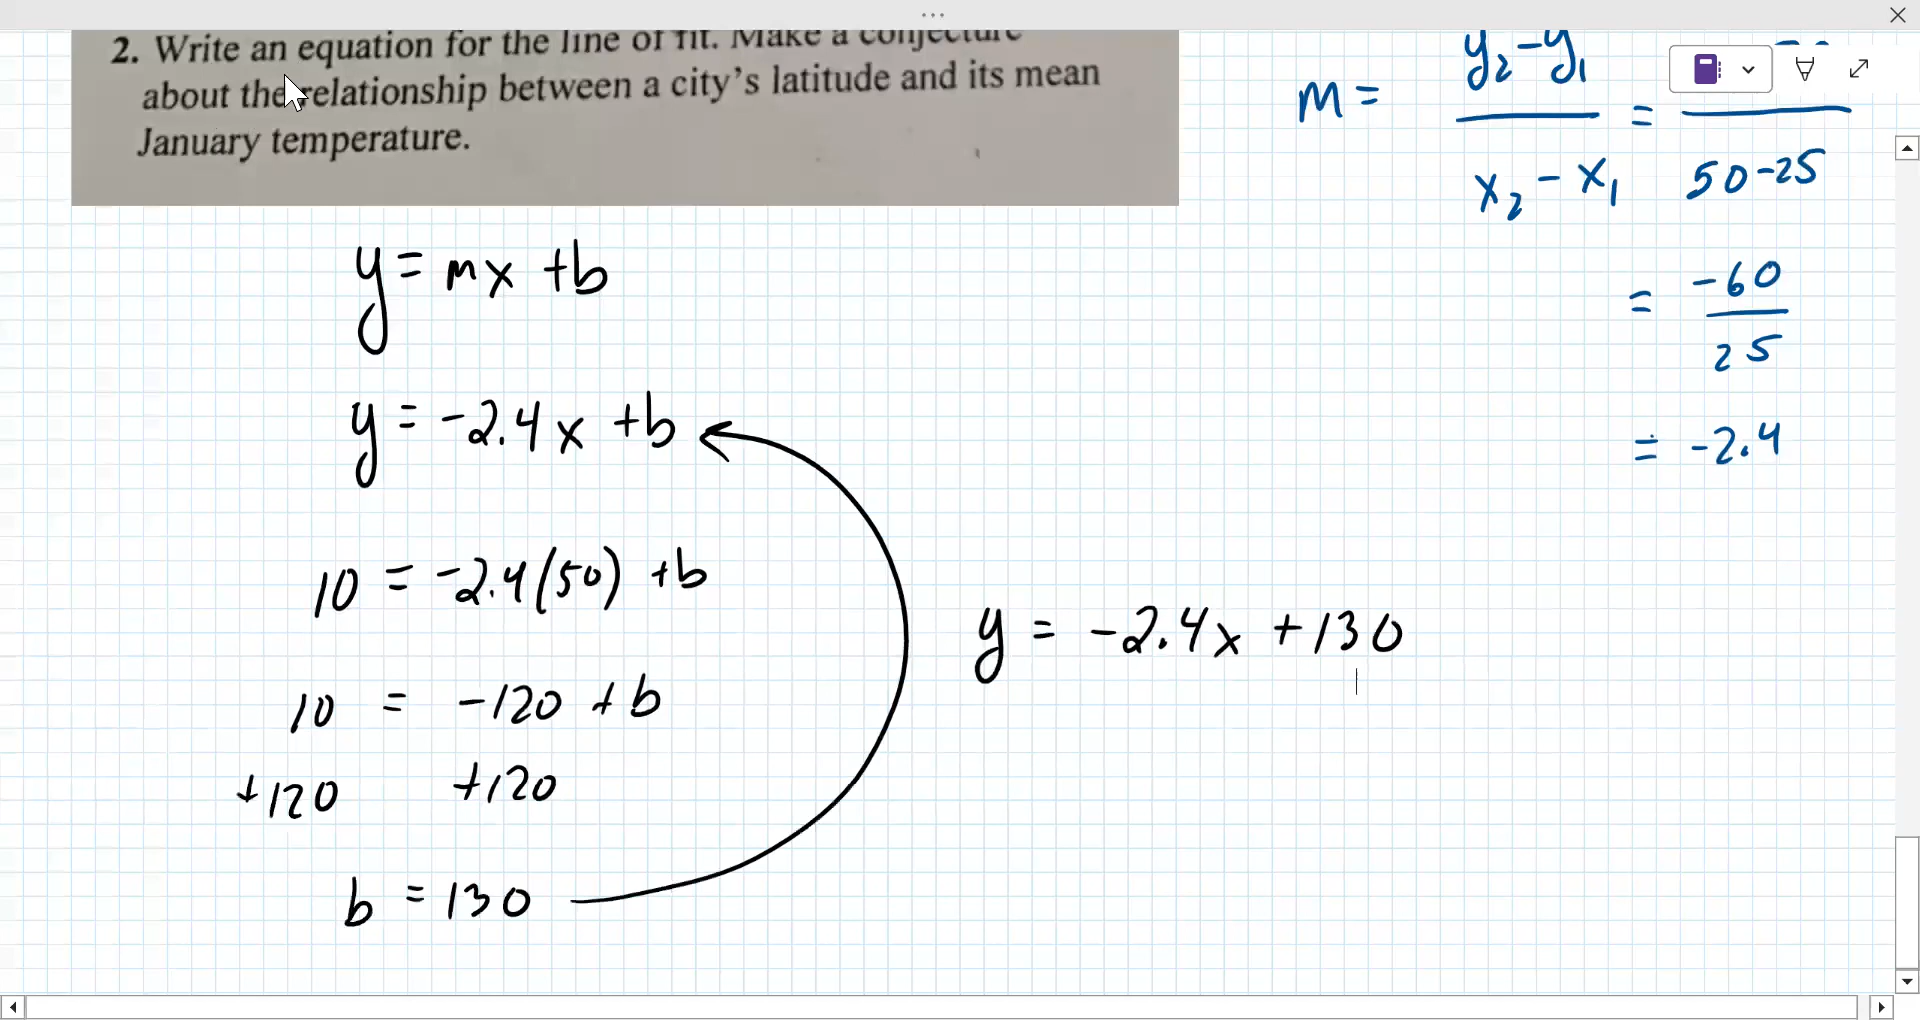 2. Write an equation for the line of fit. Make a conjecture
about the relationship between a city's latitude and its mean
January temperature.
m = y₂-y₁ =
x₂ - x₁ 50-25
= -60
25
= -2.4
y = mx +b
y = -2.4x +b
10 = -2.4(50) +b
10 = -120 + b
+120 +120
b = 130
y = -2.4x +130